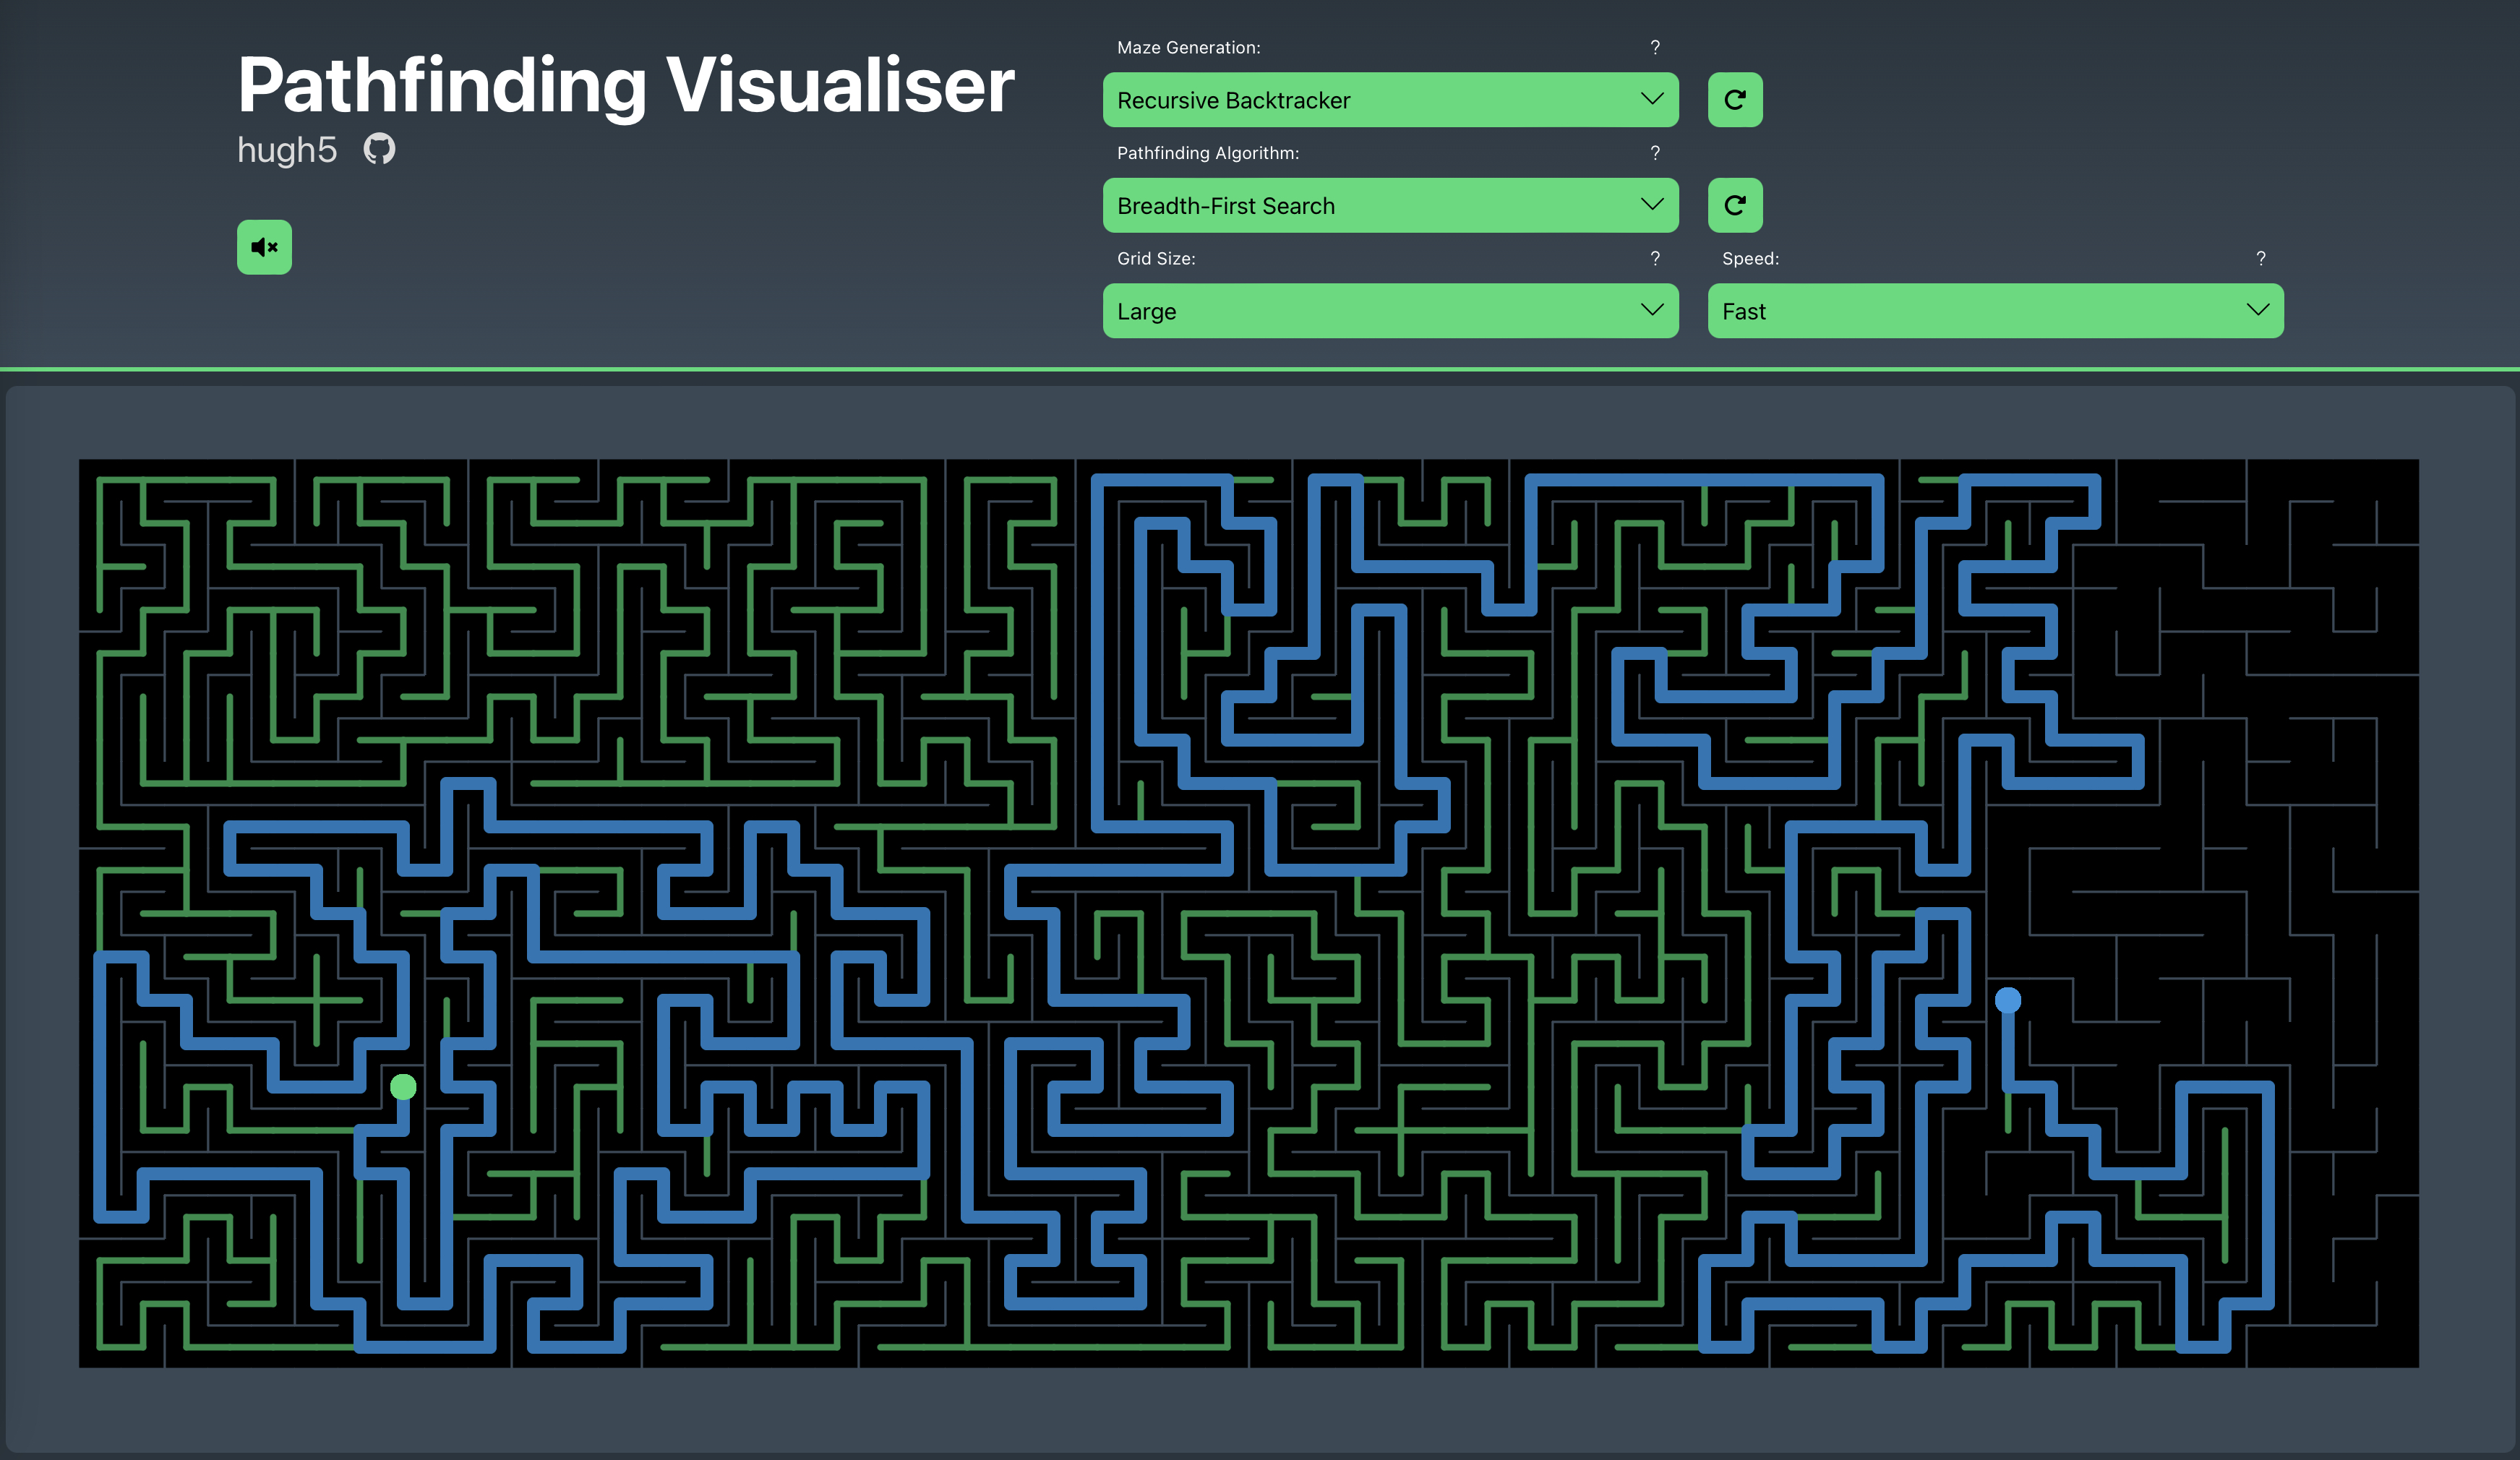 Pathfinding Visualiser
hugh5
Maze Generation: ?
Recursive Backtracker
Pathfinding Algorithm: ?
Breadth-First Search
Grid Size: ?
Large
Speed: ?
Fast